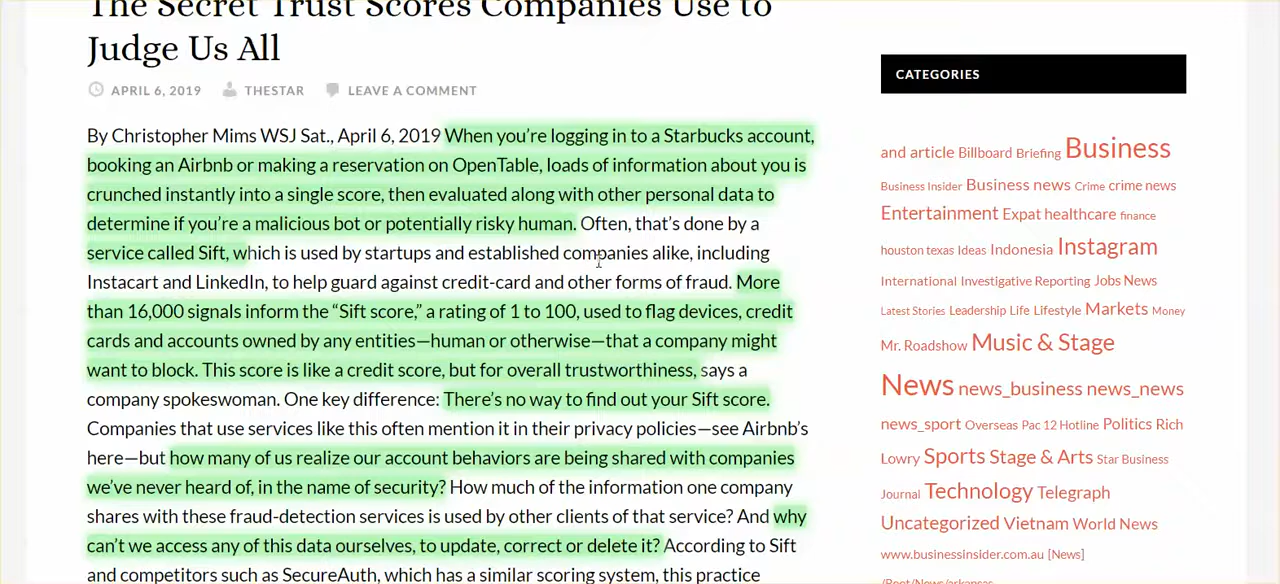 The Secret Trust Scores Companies Use to
Judge Us All
APRIL 6, 2019 THESTAR LEAVE A COMMENT
By Christopher Mims WSJ Sat., April 6, 2019 When you’re logging in to a Starbucks account,
booking an Airbnb or making a reservation on OpenTable, loads of information about you is
crunched instantly into a single score, then evaluated along with other personal data to
determine if you’re a malicious bot or potentially risky human. Often, that’s done by a
service called Sift, which is used by startups and established companies alike, including
Instacart and LinkedIn, to help guard against credit-card and other forms of fraud. More
than 16,000 signals inform the “Sift score,” a rating of 1 to 100, used to flag devices, credit
cards and accounts owned by any entities—human or otherwise—that a company might
want to block. This score is like a credit score, but for overall trustworthiness, says a
company spokeswoman. One key difference: There’s no way to find out your Sift score.
Companies that use services like this often mention it in their privacy policies—see Airbnb’s
here—but how many of us realize our account behaviors are being shared with companies
we’ve never heard of, in the name of security? How much of the information one company
shares with these fraud-detection services is used by other clients of that service? And why
can’t we access any of this data ourselves, to update, correct or delete it? According to Sift
and competitors such as SecureAuth, which has a similar scoring system, this practice
CATEGORIES
and article Billboard Briefing Business
Business Insider Business news Crime crime news
Entertainment Expat healthcare finance
houston texas Ideas Indonesia Instagram
International Investigative Reporting Jobs News
Latest Stories Leadership Life Lifestyle Markets Money
Mr. Roadshow Music & Stage
News news_business news_news
news_sport Overseas Pac 12 Hotline Politics Rich
Lowry Sports Stage & Arts Star Business
Journal Technology Telegraph
Uncategorized Vietnam World News
www.businessinsider.com.au [News]
/Root/News/arkansas